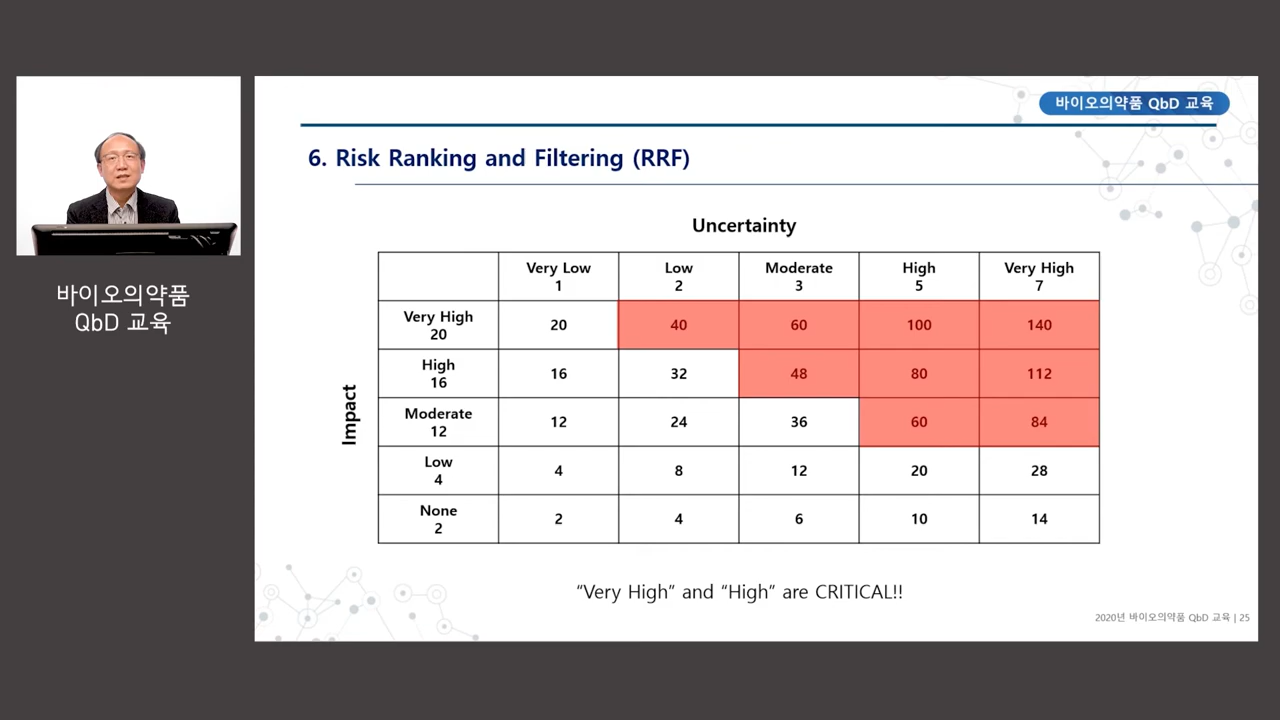 바이오의약품 QbD 교육
6. Risk Ranking and Filtering (RRF)
바이오의약품
QbD 교육
Uncertainty
Very Low Low Moderate High Very High
1 2 3 5 7
Impact
Very High
20 20 40 60 100 140
High
16 16 32 48 80 112
Moderate
12 12 24 36 60 84
Low
4 4 8 12 20 28
None
2 2 4 6 10 14
“Very High” and “High” are CRITICAL!!
2020년 바이오의약품 QbD 교육 | 25